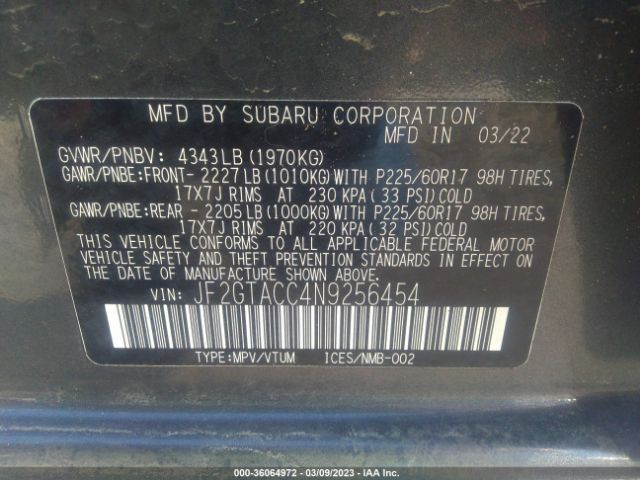 MFD BY SUBARU CORPORATION
MFD IN 03/22
GVWR/PNBV: 4343LB (1970KG)
GAWR/PNBE:FRONT- 2227LB (1010KG) WITH P225/60R17 98H TIRES,
17X7J RIMS AT 230 KPA (33 PSI) COLD
GAWR/PNBE:REAR - 2205LB (1000KG) WITH P225/60R17 98H TIRES,
17X7J RIMS AT 220 KPA (32 PSI) COLD
THIS VEHICLE CONFORMS TO ALL APPLICABLE FEDERAL MOTOR
VEHICLE SAFETY AND THEFT PREVENTION STANDARDS IN EFFECT
ON THE DATE OF MANUFACTURE SHOWN ABOVE.
VIN: JF2GTACC4N9256454
TYPE:MPV/VTUM ICES/NMB-002
000-36064972 - 03/09/2023 - IAA Inc.